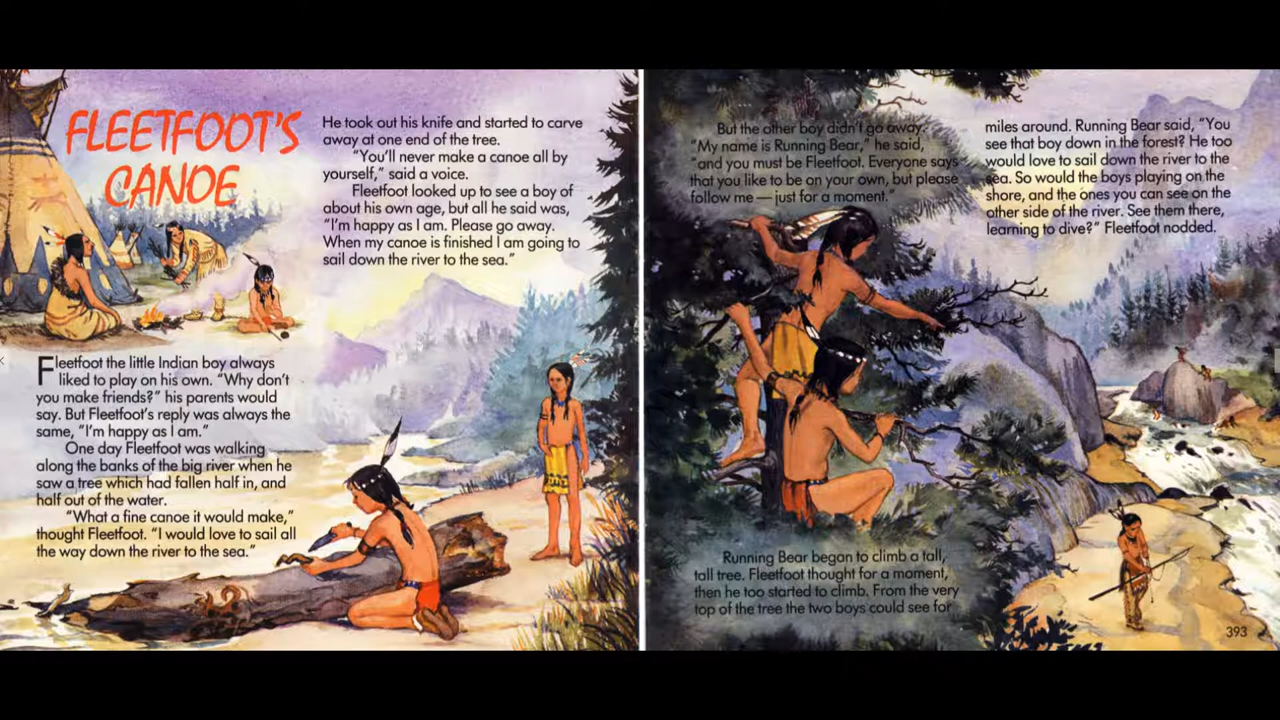 FLEETFOOT'S
CANOE
Fleetfoot the little Indian boy always
liked to play on his own. “Why don't
you make friends?” his parents would
say. But Fleetfoot's reply was always the
same, “I'm happy as I am.”
One day Fleetfoot was walking
along the banks of the big river when he
saw a tree which had fallen half in, and
half out of the water.
“What a fine canoe it would make,”
thought Fleetfoot. “I would love to sail all
the way down the river to the sea.”
He took out his knife and started to carve
away at one end of the tree.
“You'll never make a canoe all by
yourself,” said a voice.
Fleetfoot looked up to see a boy of
about his own age, but all he said was,
“I'm happy as I am. Please go away.
When my canoe is finished I am going to
sail down the river to the sea.”
But the other boy didn't go away.
“My name is Running Bear,” he said,
“and you must be Fleetfoot. Everyone says
that you like to be on your own, but please
follow me — just for a moment.”
Running Bear began to climb a tall,
tall tree. Fleetfoot thought for a moment,
then he too started to climb. From the very
top of the tree the two boys could see for
miles around. Running Bear said, “You
see that boy down in the forest? He too
would love to sail down the river to the
sea. So would the boys playing on the
shore, and the ones you can see on the
other side of the river. See them there,
learning to dive?” Fleetfoot nodded.
393